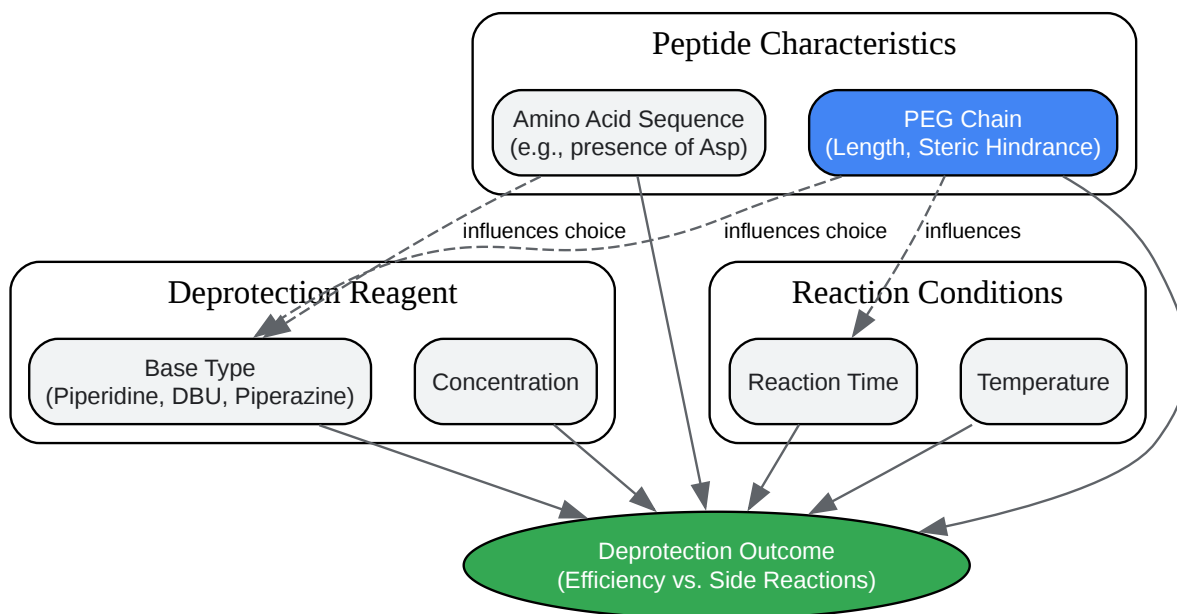 Peptide Characteristics
Amino Acid Sequence
(e.g., presence of Asp)
PEG Chain
(Length, Steric Hindrance)
influences choice
influences choice
influences
Deprotection Reagent
Base Type
(Piperidine, DBU, Piperazine)
Concentration
Reaction Conditions
Reaction Time
Temperature
Deprotection Outcome
(Efficiency vs. Side Reactions)